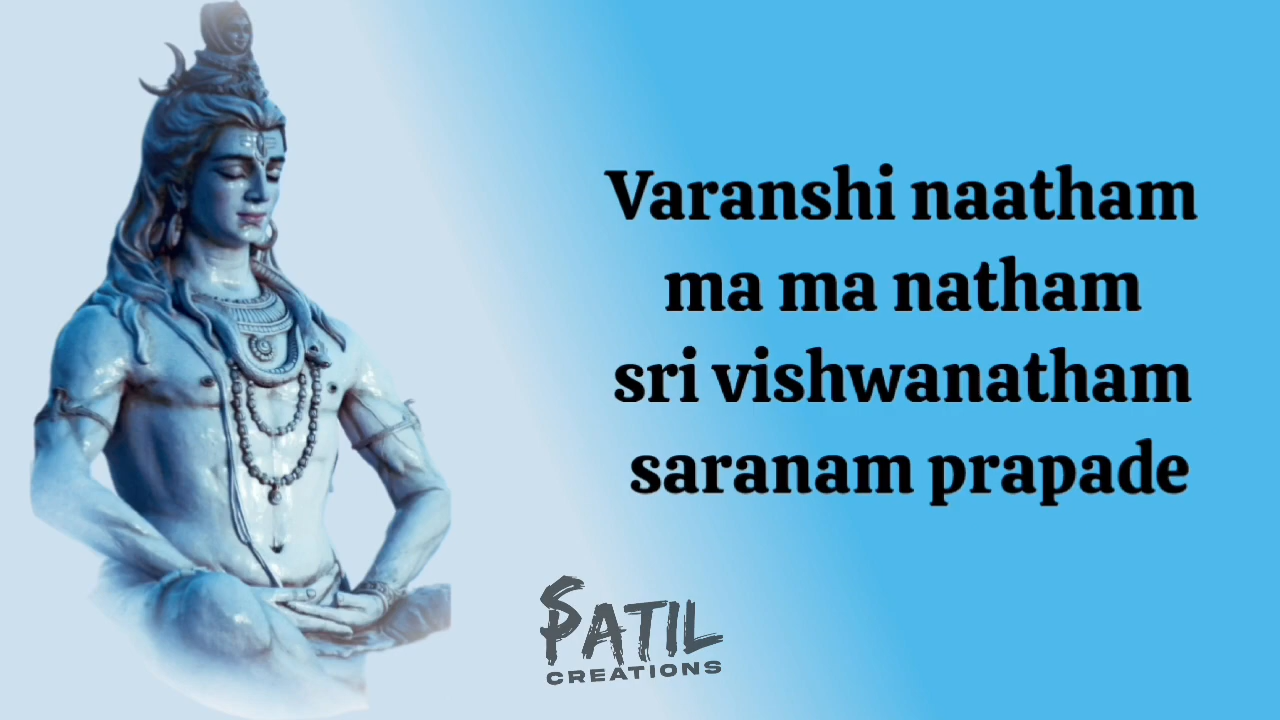 Varanshi naatham
ma ma natham
sri vishwanatham
saranam prapade
PATIL
CREATIONS